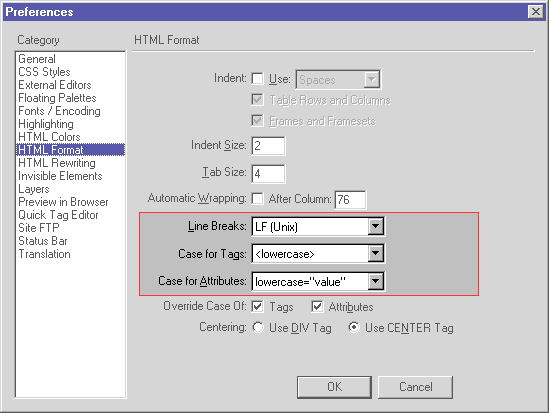 Preferences
Category
General
CSS Styles
External Editors
Floating Palettes
Fonts / Encoding
Highlighting
HTML Colors
HTML Format
HTML Rewriting
Invisible Elements
Layers
Preview in Browser
Quick Tag Editor
Site FTP
Status Bar
Translation
HTML Format
Indent: Use: Spaces
Table Rows and Columns
Frames and Framesets
Indent Size: 2
Tab Size: 4
Automatic Wrapping: After Column: 76
Line Breaks: LF (Unix)
Case for Tags: <lowercase>
Case for Attributes: lowercase="value"
Override Case Of: Tags Attributes
Centering: Use DIV Tag Use CENTER Tag
OK Cancel